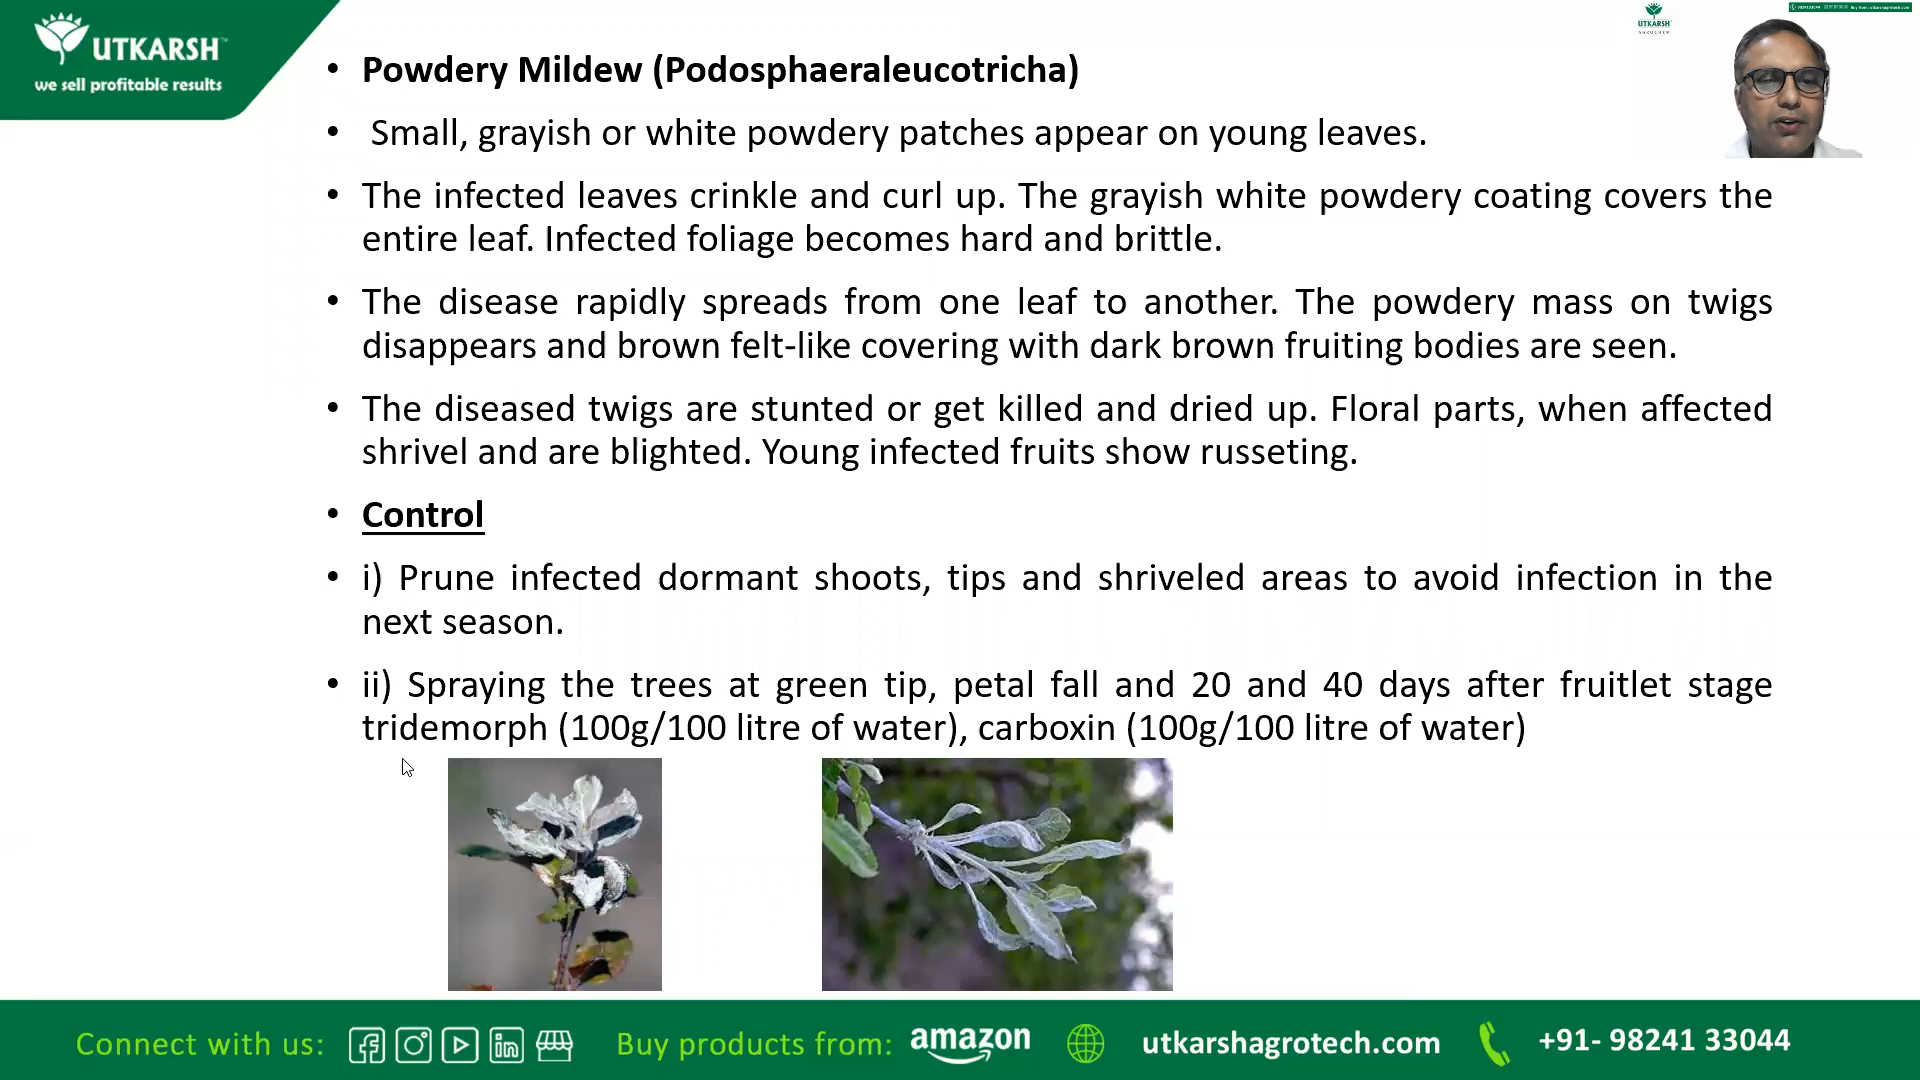 UTKARSH™
we sell profitable results
UTKARSH
AGROCHEM
• Powdery Mildew (Podosphaeraleucotricha)
• Small, grayish or white powdery patches appear on young leaves.
• The infected leaves crinkle and curl up. The grayish white powdery coating covers the
entire leaf. Infected foliage becomes hard and brittle.
• The disease rapidly spreads from one leaf to another. The powdery mass on twigs
disappears and brown felt-like covering with dark brown fruiting bodies are seen.
• The diseased twigs are stunted or get killed and dried up. Floral parts, when affected
shrivel and are blighted. Young infected fruits show russeting.
• Control
• i) Prune infected dormant shoots, tips and shriveled areas to avoid infection in the
next season.
• ii) Spraying the trees at green tip, petal fall and 20 and 40 days after fruitlet stage
tridemorph (100g/100 litre of water), carboxin (100g/100 litre of water)
Connect with us: Buy products from: amazon utkarshagrotech.com +91- 98241 33044